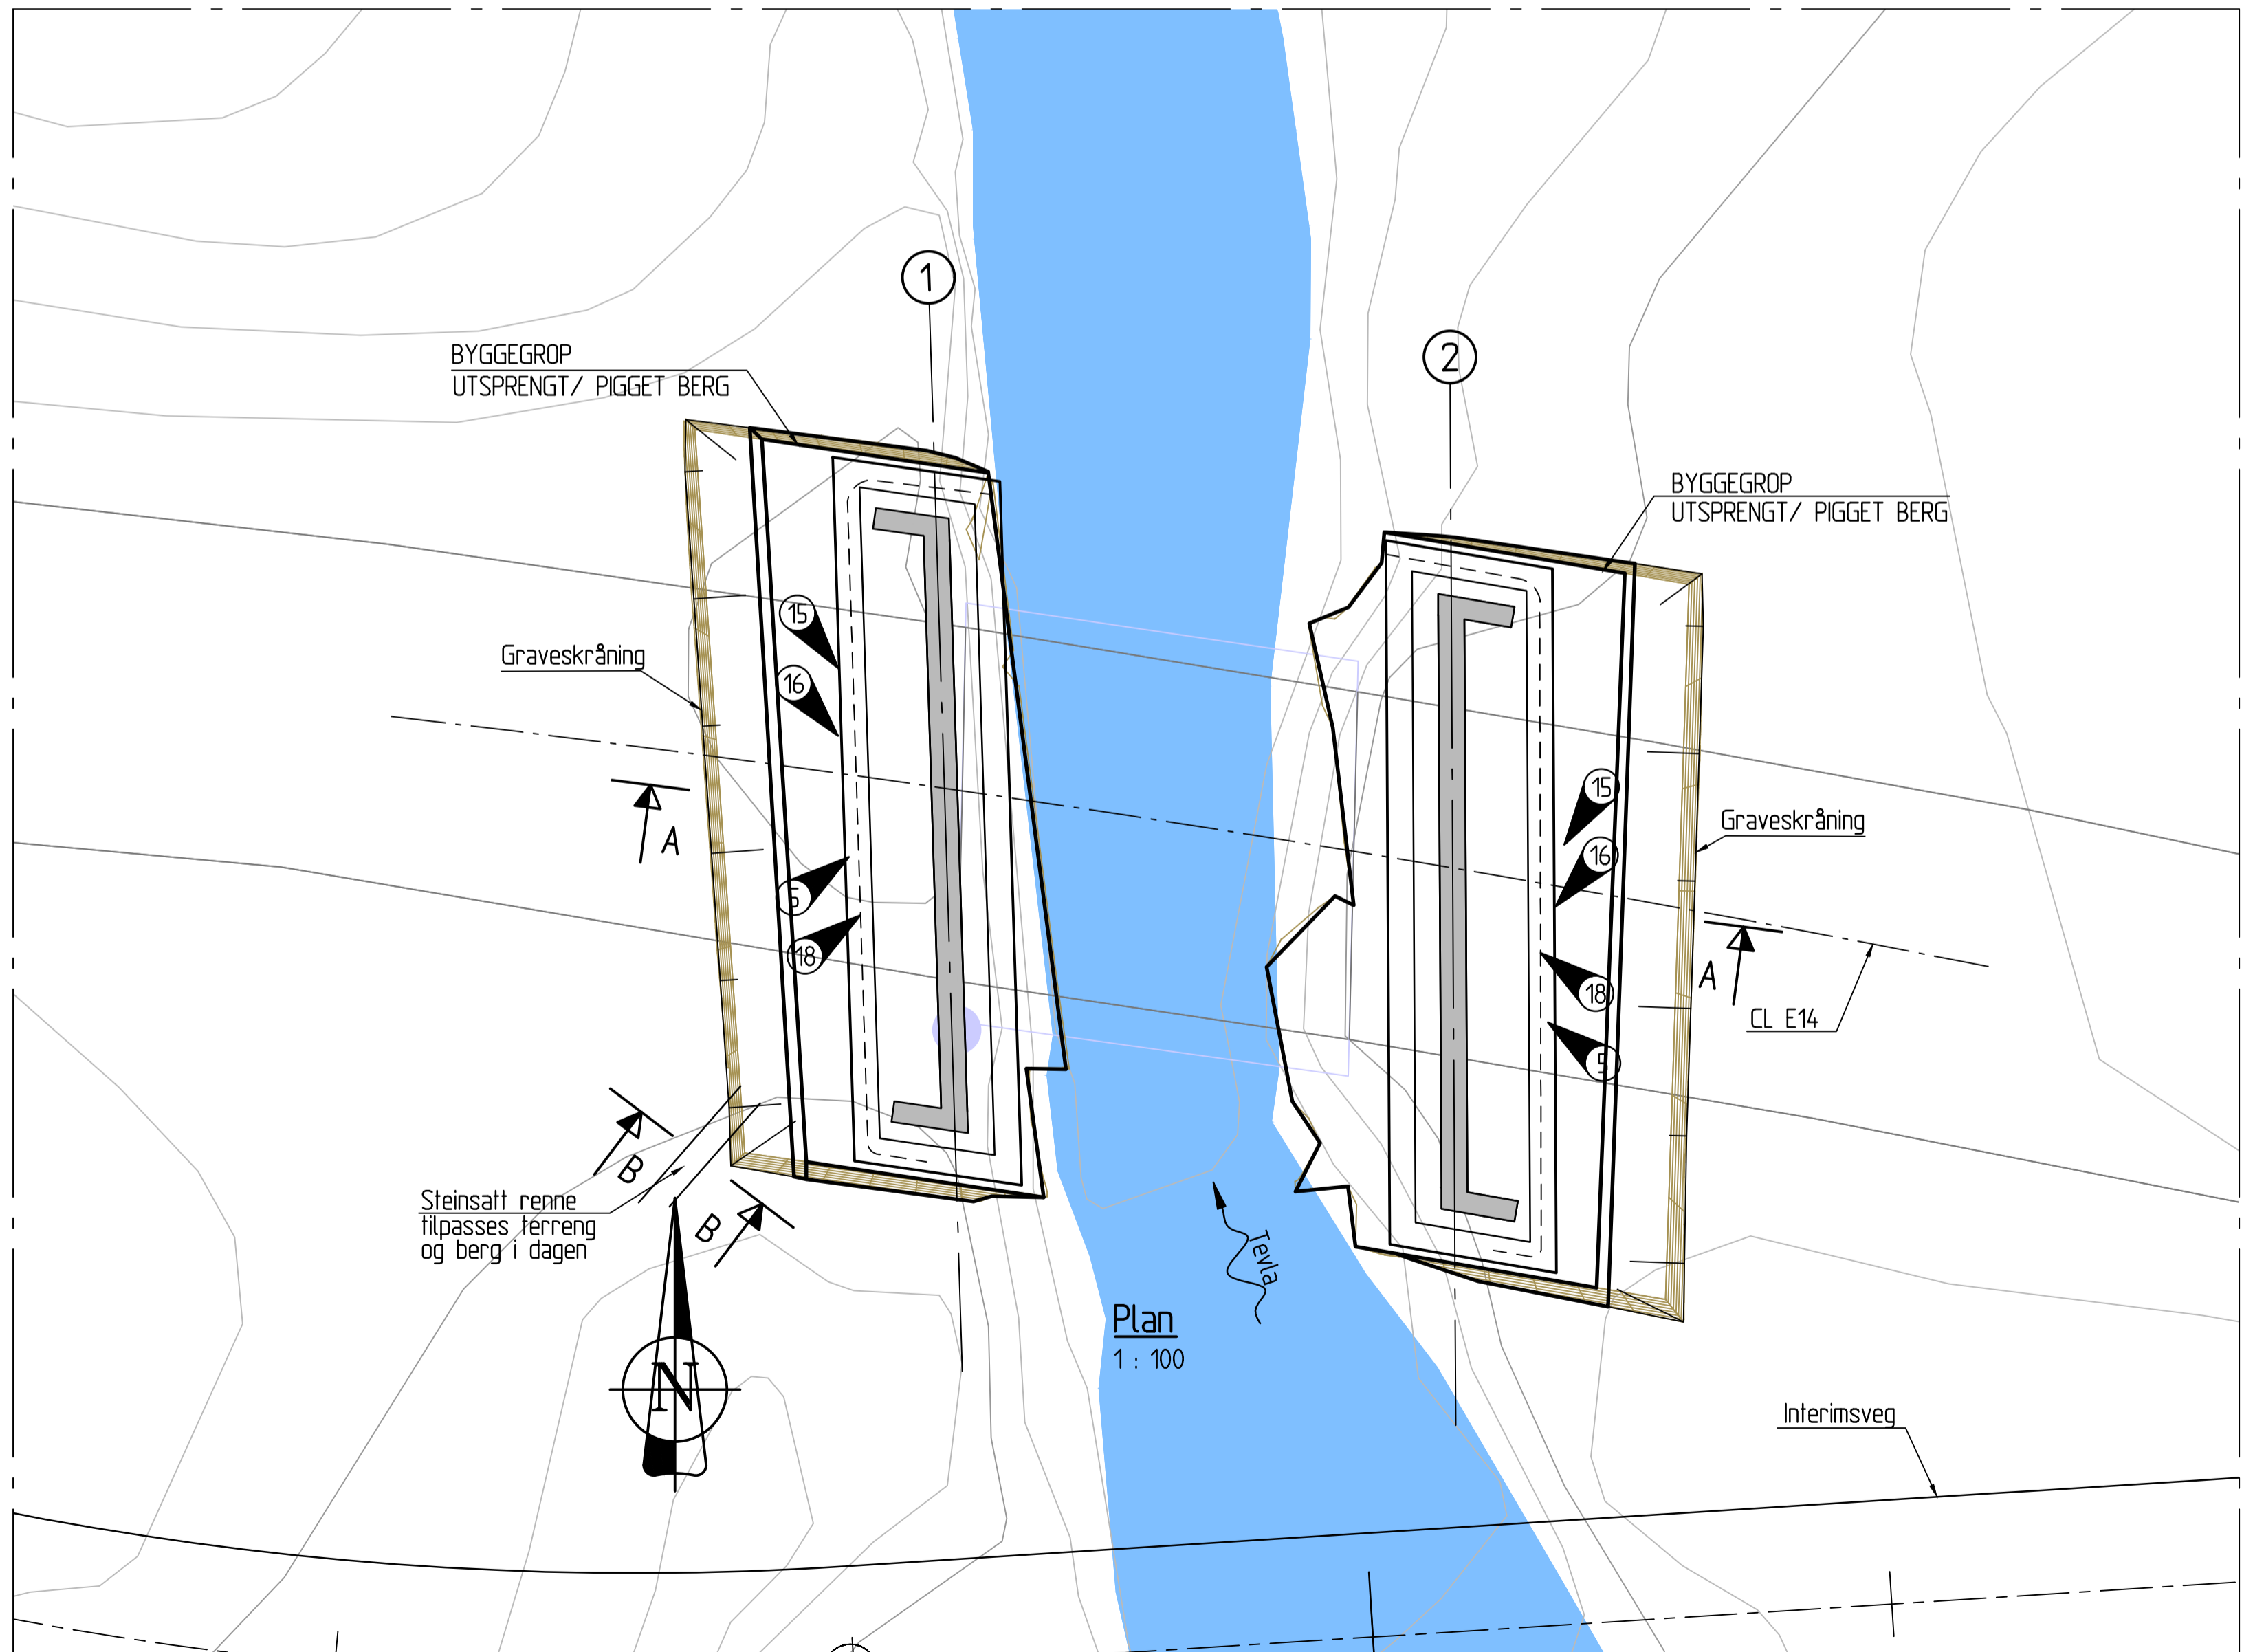 1
2
BYGGEGROP
UTSPRENGT/ PIGGET BERG
BYGGEGROP
UTSPRENGT/ PIGGET BERG
15
Graveskråning
16
15
Graveskråning
16
A
5
18
A
18
CL E14
5
B
Steinsatt renne
tilpasses terreng
og berg i dagen
B
Tevla
Plan
1 : 100
N
Interimsveg